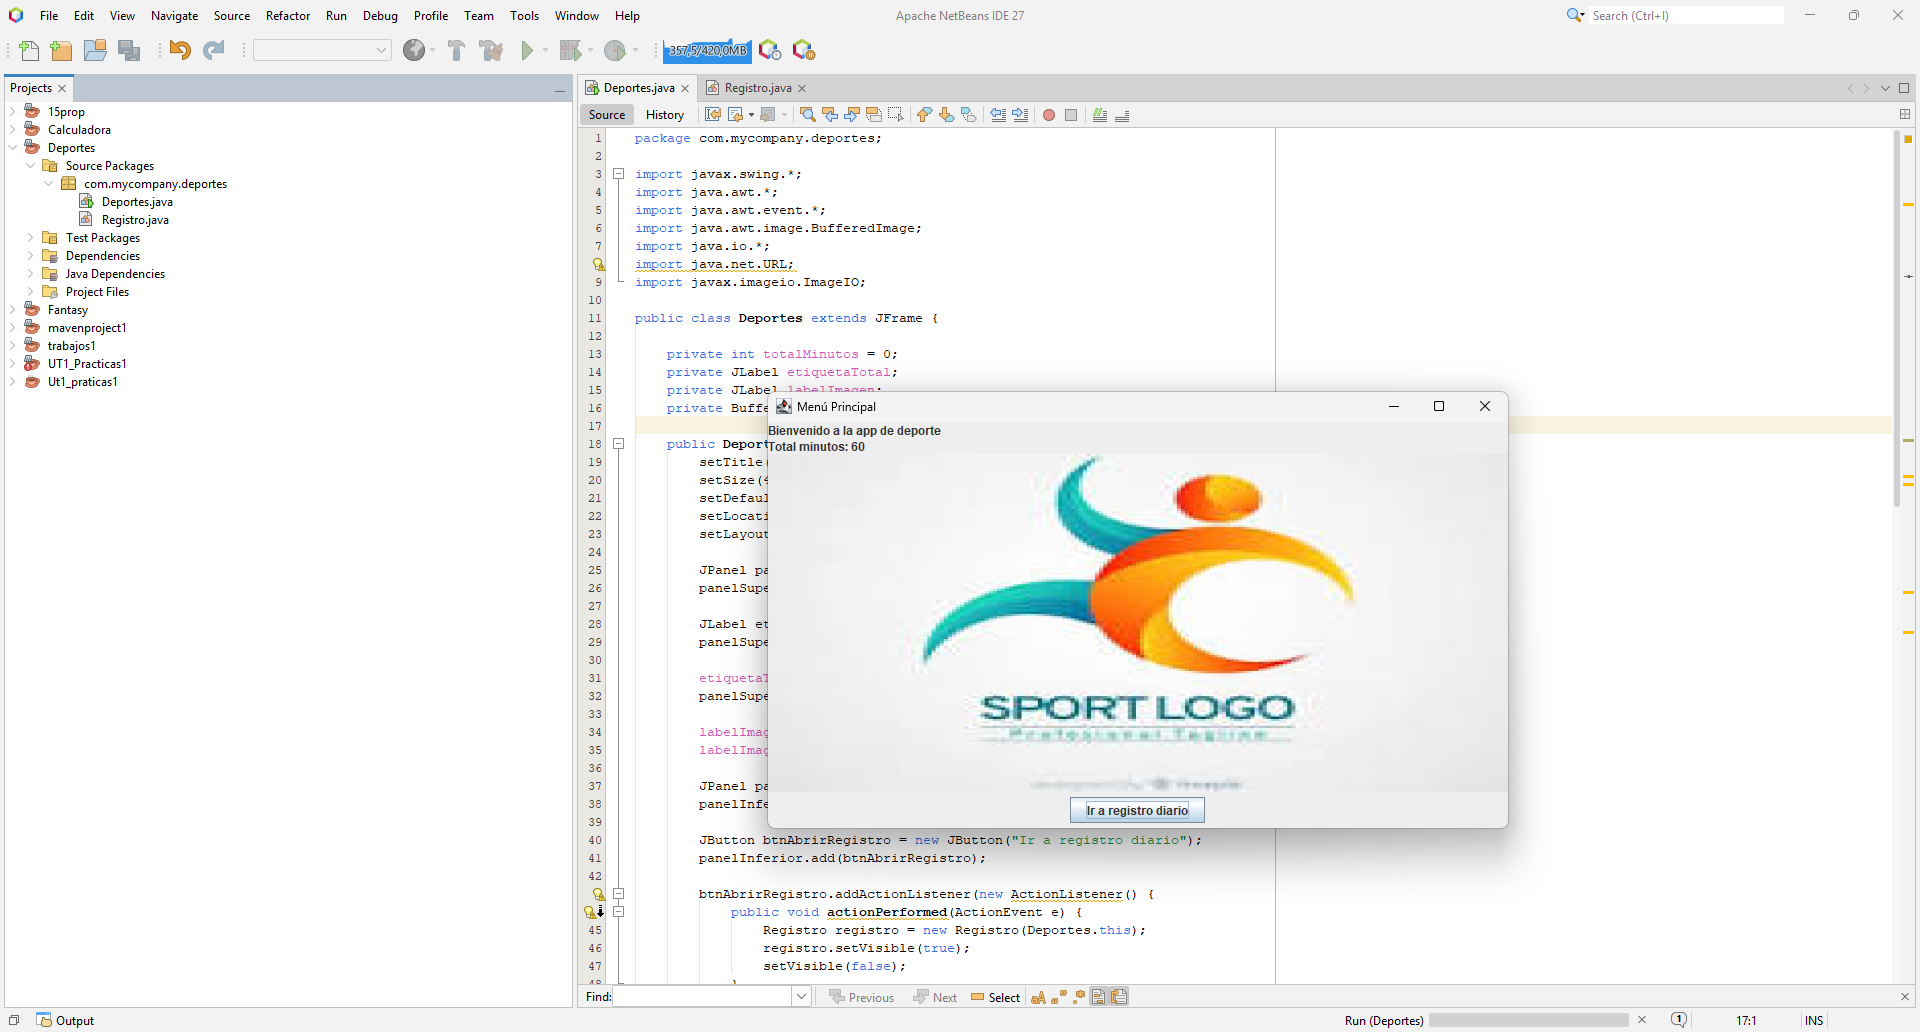 File Edit View Navigate Source Refactor Run Debug Profile Team Tools Window Help
Apache NetBeans IDE 27
Search (Ctrl+I)
357,5/420,0MB
Projects
15prop
Calculadora
Deportes
Source Packages
com.mycompany.deportes
Deportes.java
Registro.java
Test Packages
Dependencies
Java Dependencies
Project Files
Fantasy
mavenproject1
trabajos1
UT1_Practicas1
Ut1_praticas1
Deportes.java Registro.java
Source History
1 package com.mycompany.deportes;
2
3 import javax.swing.*;
4 import java.awt.*;
5 import java.awt.event.*;
6 import java.awt.image.BufferedImage;
7 import java.io.*;
import java.net.URL;
9 import javax.imageio.ImageIO;
10
11 public class Deportes extends JFrame {
12
13 private int totalMinutos = 0;
14 private JLabel etiquetaTotal;
15 private JLabel labelImagen;
16 private Buffe
17
18 public Deport
19 setTitle(
20 setSize(4
21 setDefaul
22 setLocati
23 setLayout
24
25 JPanel pa
26 panelSupe
27
28 JLabel et
29 panelSupe
30
31 etiquetaT
32 panelSupe
33
34 labelImag
35 labelImag
36
37 JPanel pa
38 panelInfe
39
40 JButton btnAbrirRegistro = new JButton("Ir a registro diario");
41 panelInferior.add(btnAbrirRegistro);
42
btnAbrirRegistro.addActionListener(new ActionListener() {
public void actionPerformed(ActionEvent e) {
45 Registro registro = new Registro(Deportes.this);
46 registro.setVisible(true);
47 setVisible(false);
48 }
Menú Principal
Bienvenido a la app de deporte
Total minutos: 60
SPORT LOGO
Profesional Tagline
Ir a registro diario
Find: Previous Next Select
Output
Run (Deportes)
1
17:1
INS